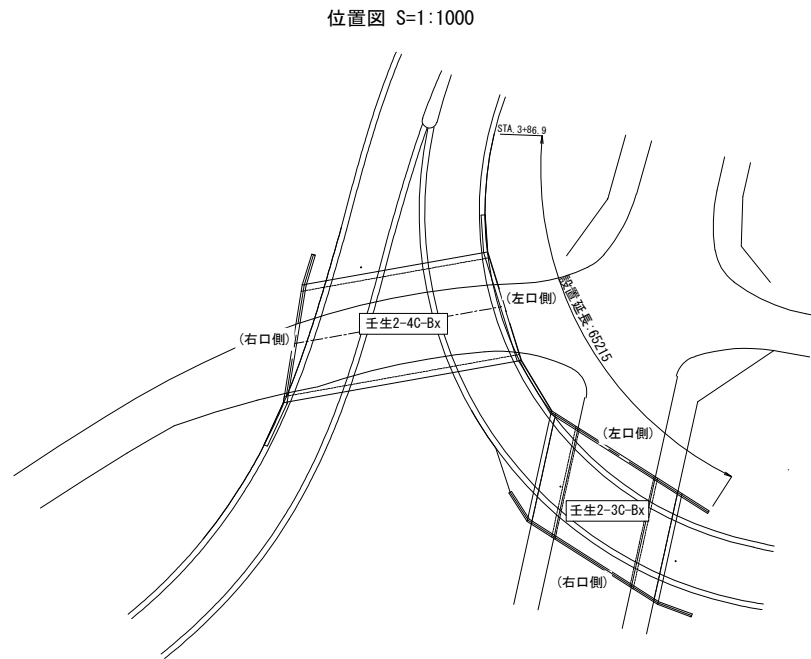 位置図 S=1:1000
STA.3+86.9
設置延長:65215
(左口側)
壬生2-4C-Bx
(右口側)
(左口側)
壬生2-3C-Bx
(右口側)